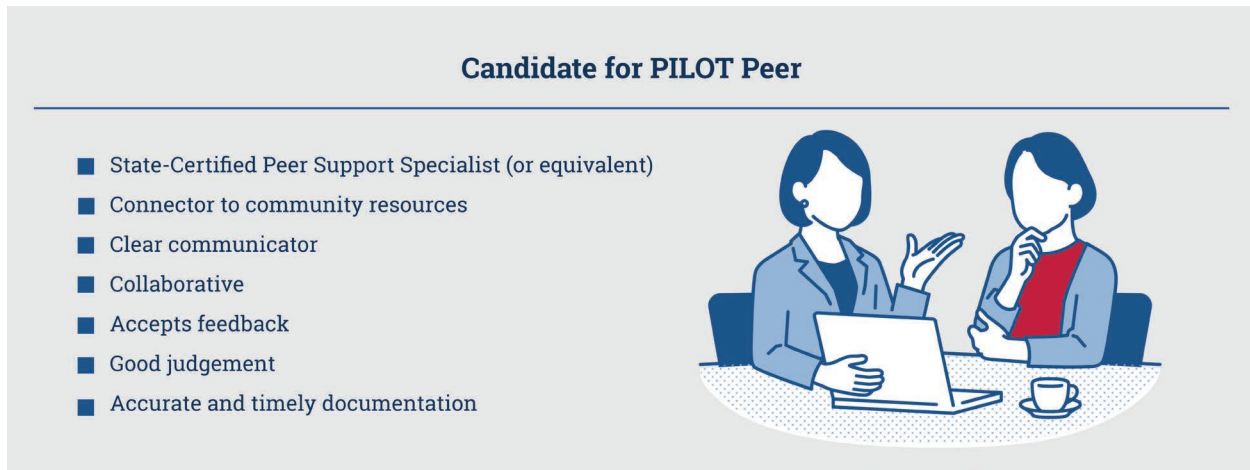 Candidate for PILOT Peer
State-Certified Peer Support Specialist (or equivalent)
Connector to community resources
Clear communicator
Collaborative
Accepts feedback
Good judgement
Accurate and timely documentation